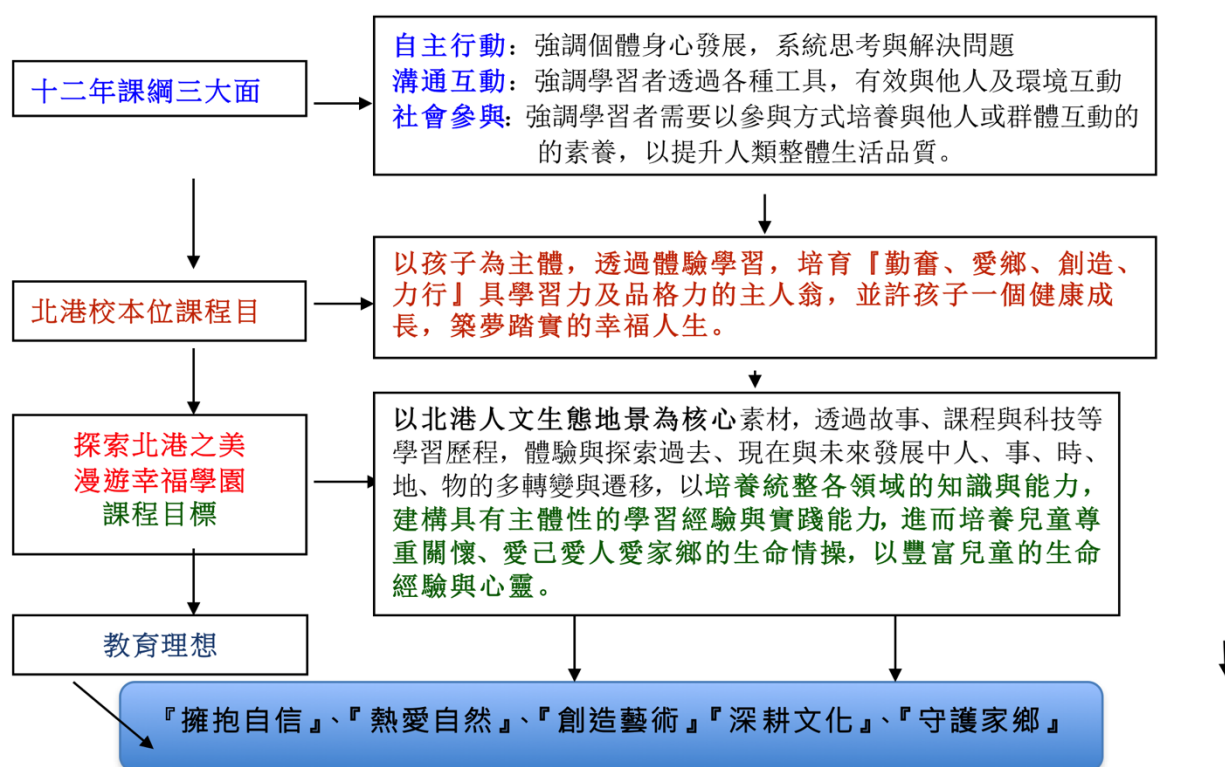 十二年課綱三大面
自主行動：強調個體身心發展，系統思考與解決問題
溝通互動：強調學習者透過各種工具，有效與他人及環境互動
社會參與：強調學習者需要以參與方式培養與他人或群體互動的
的素養，以提升人類整體生活品質。
北港校本位課程目
以孩子為主體，透過體驗學習，培育『勤奮、愛鄉、創造、
力行』具學習力及品格力的主人翁，並許孩子一個健康成
長，築夢踏實的幸福人生。
探索北港之美
漫遊幸福學園
課程目標
以北港人文生態地景為核心素材，透過故事、課程與科技等
學習歷程，體驗與探索過去、現在與未來發展中人、事、時、
地、物的多轉變與遷移，以培養統整各領域的知識與能力，
建構具有主體性的學習經驗與實踐能力，進而培養兒童尊
重關懷、愛己愛人愛家鄉的生命情操，以豐富兒童的生命
經驗與心靈。
教育理想
『擁抱自信』、『熱愛自然』、『創造藝術』『深耕文化』、『守護家鄉』